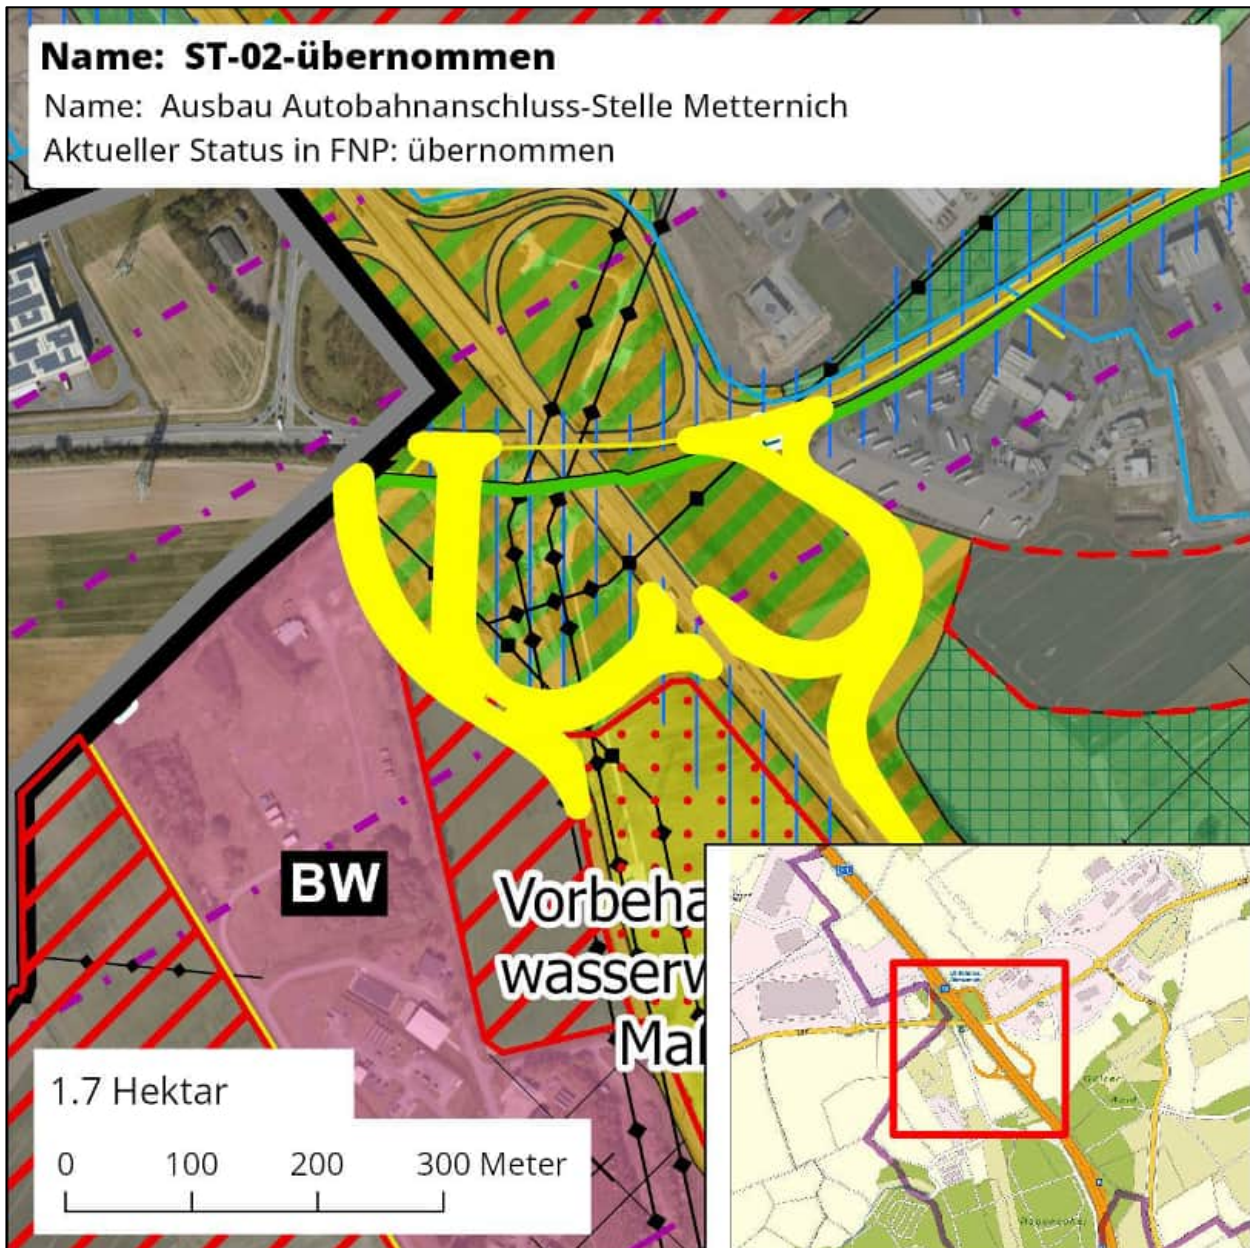 Name: ST-02-übernommen
Name: Ausbau Autobahnanschluss-Stelle Metternich
Aktueller Status in FNP: übernommen
BW
Vorbeha
wasserw
Maß
1.7 Hektar
0 100 200 300 Meter